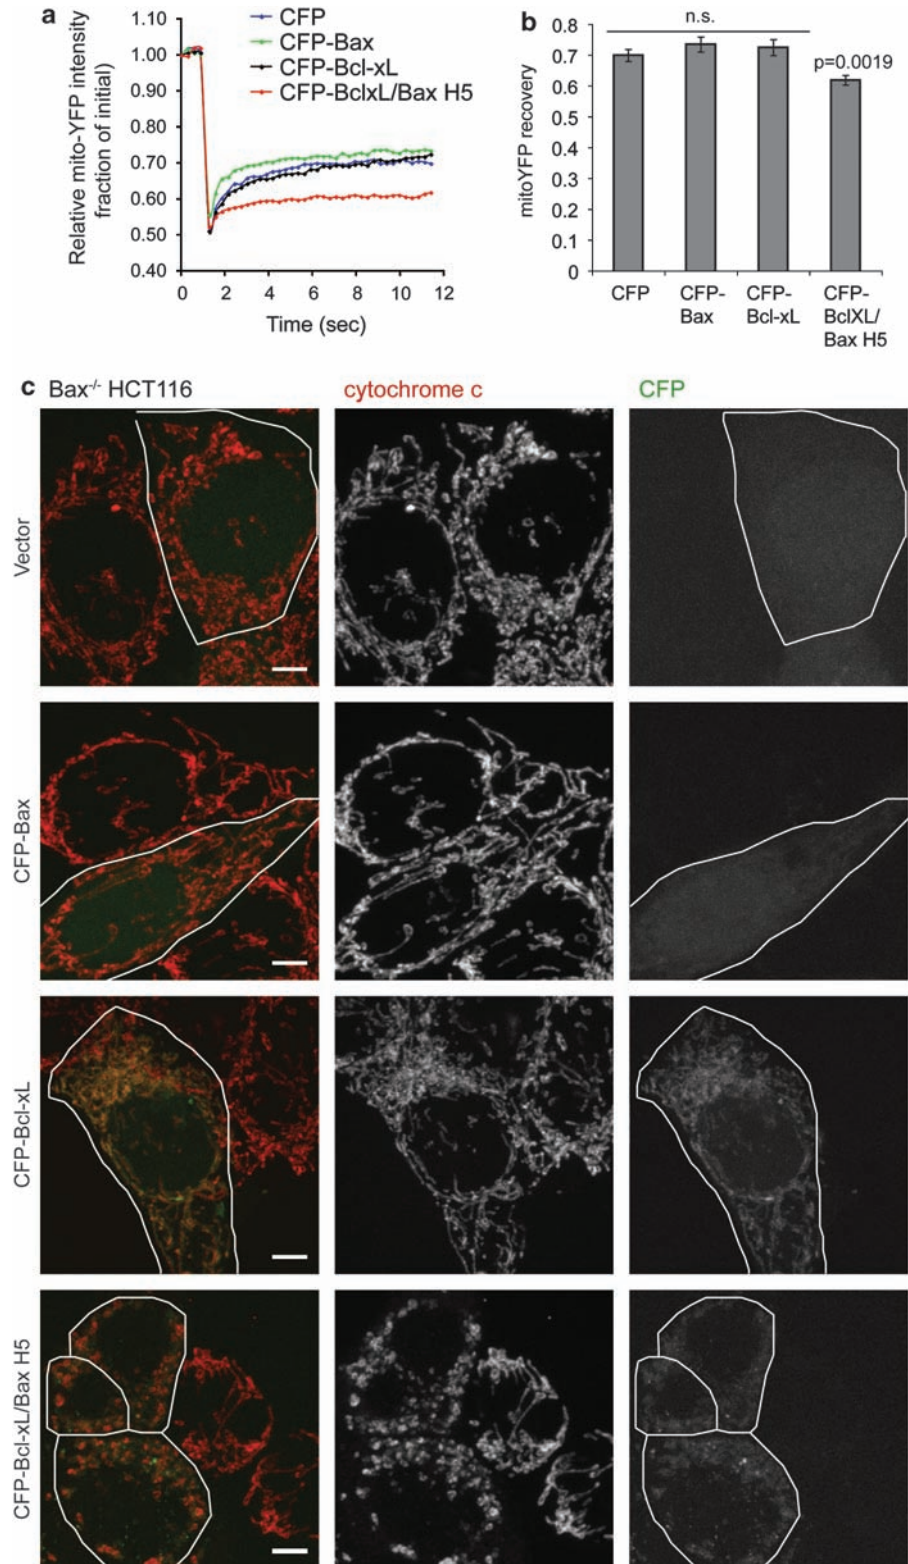 a
Relative mito-YFP intensity
fraction of initial)
1.10
1.00
0.90
0.80
0.70
0.60
0.50
0.40
0 2 4 6 8 10 12
Time (sec)
CFP
CFP-Bax
CFP-Bcl-xL
CFP-BclxL/Bax H5
b
mitoYFP recovery
0.8
0.7
0.6
0.5
0.4
0.3
0.2
0.1
0
n.s.
p=0.0019
CFP
CFP-
Bax
CFP-
Bcl-xL
CFP-
BclXL/
Bax H5
c Bax-/- HCT116
cytochrome c
CFP
Vector
CFP-Bax
CFP-Bcl-xL
CFP-Bcl-xL/Bax H5